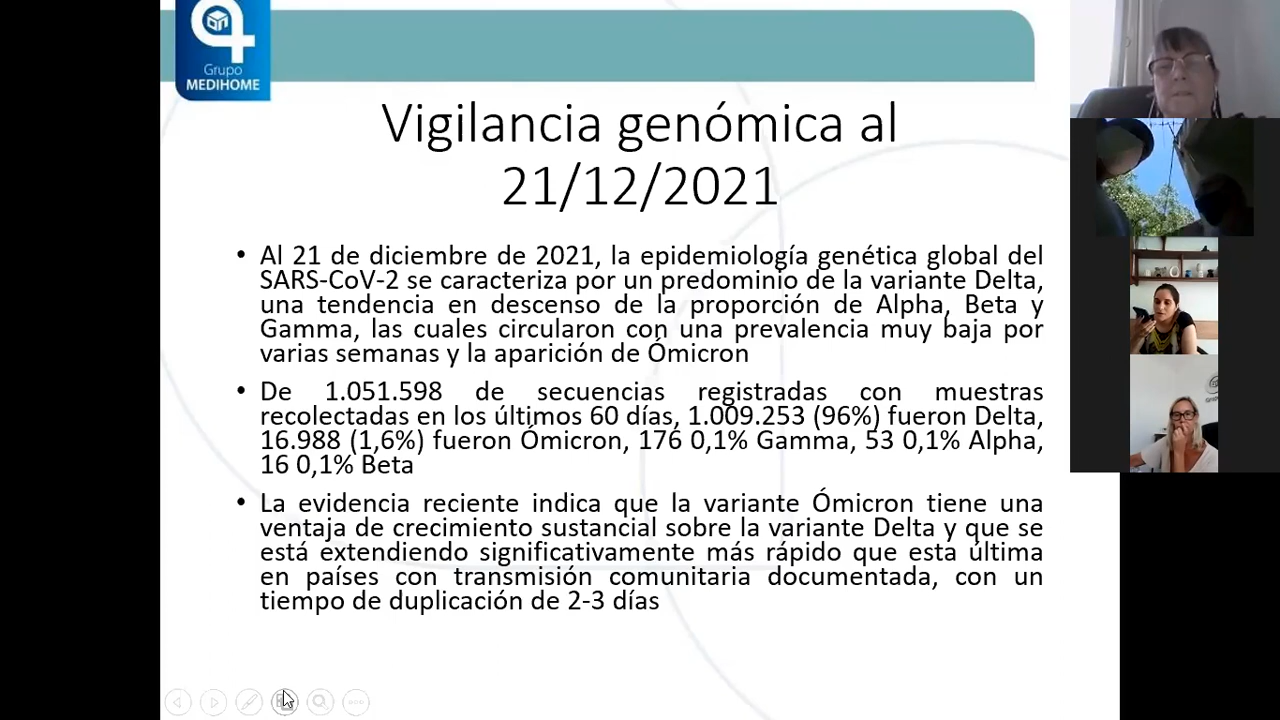 Grupo
MEDIHOME
Vigilancia genómica al
21/12/2021
• Al 21 de diciembre de 2021, la epidemiología genética global del
SARS-CoV-2 se caracteriza por un predominio de la variante Delta,
una tendencia en descenso de la proporción de Alpha, Beta y
Gamma, las cuales circularon con una prevalencia muy baja por
varias semanas y la aparición de Ómicron
• De 1.051.598 de secuencias registradas con muestras
recolectadas en los últimos 60 días, 1.009.253 (96%) fueron Delta,
16.988 (1,6%) fueron Ómicron, 176 0,1% Gamma, 53 0,1% Alpha,
16 0,1% Beta
• La evidencia reciente indica que la variante Ómicron tiene una
ventaja de crecimiento sustancial sobre la variante Delta y que se
está extendiendo significativamente más rápido que esta última
en países con transmisión comunitaria documentada, con un
tiempo de duplicación de 2-3 días